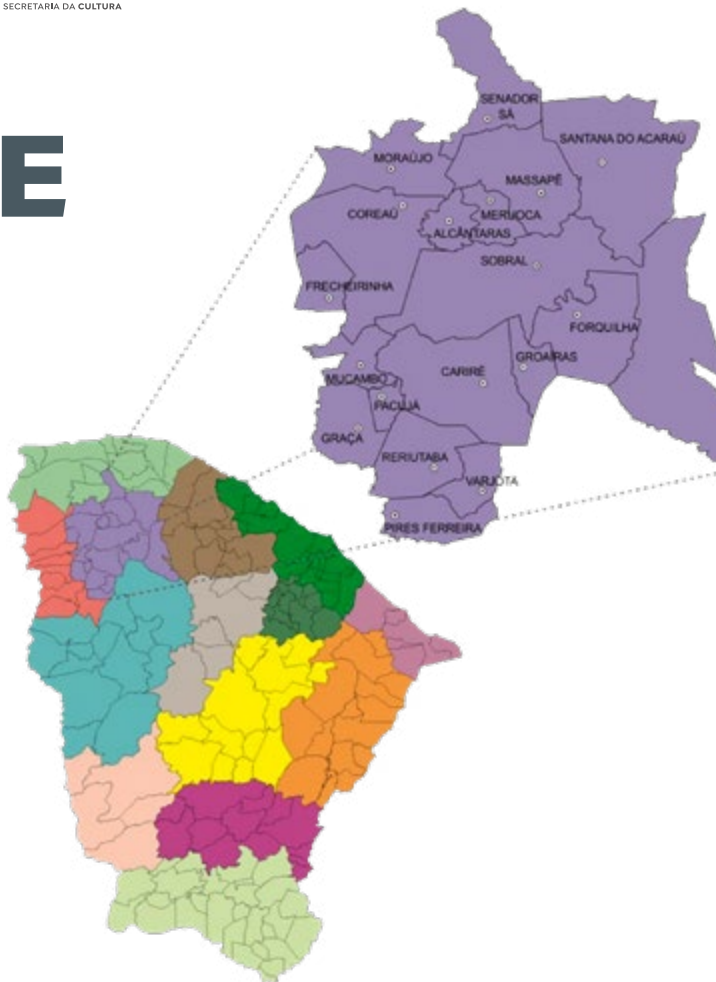 SECRETARIA DA CULTURA
E
SENADOR
SÁ
SANTANA DO ACARAÚ
MORAÚJO
MASSAPÊ
COREAÚ
MERUOCA
ALCÂNTARAS
SOBRAL
FRECHEIRINHA
FORQUILHA
GROAÍRAS
CARIRÉ
MUCAMBO
PACUJÁ
GRAÇA
RERIUTABA
VARJOTA
PIRES FERREIRA